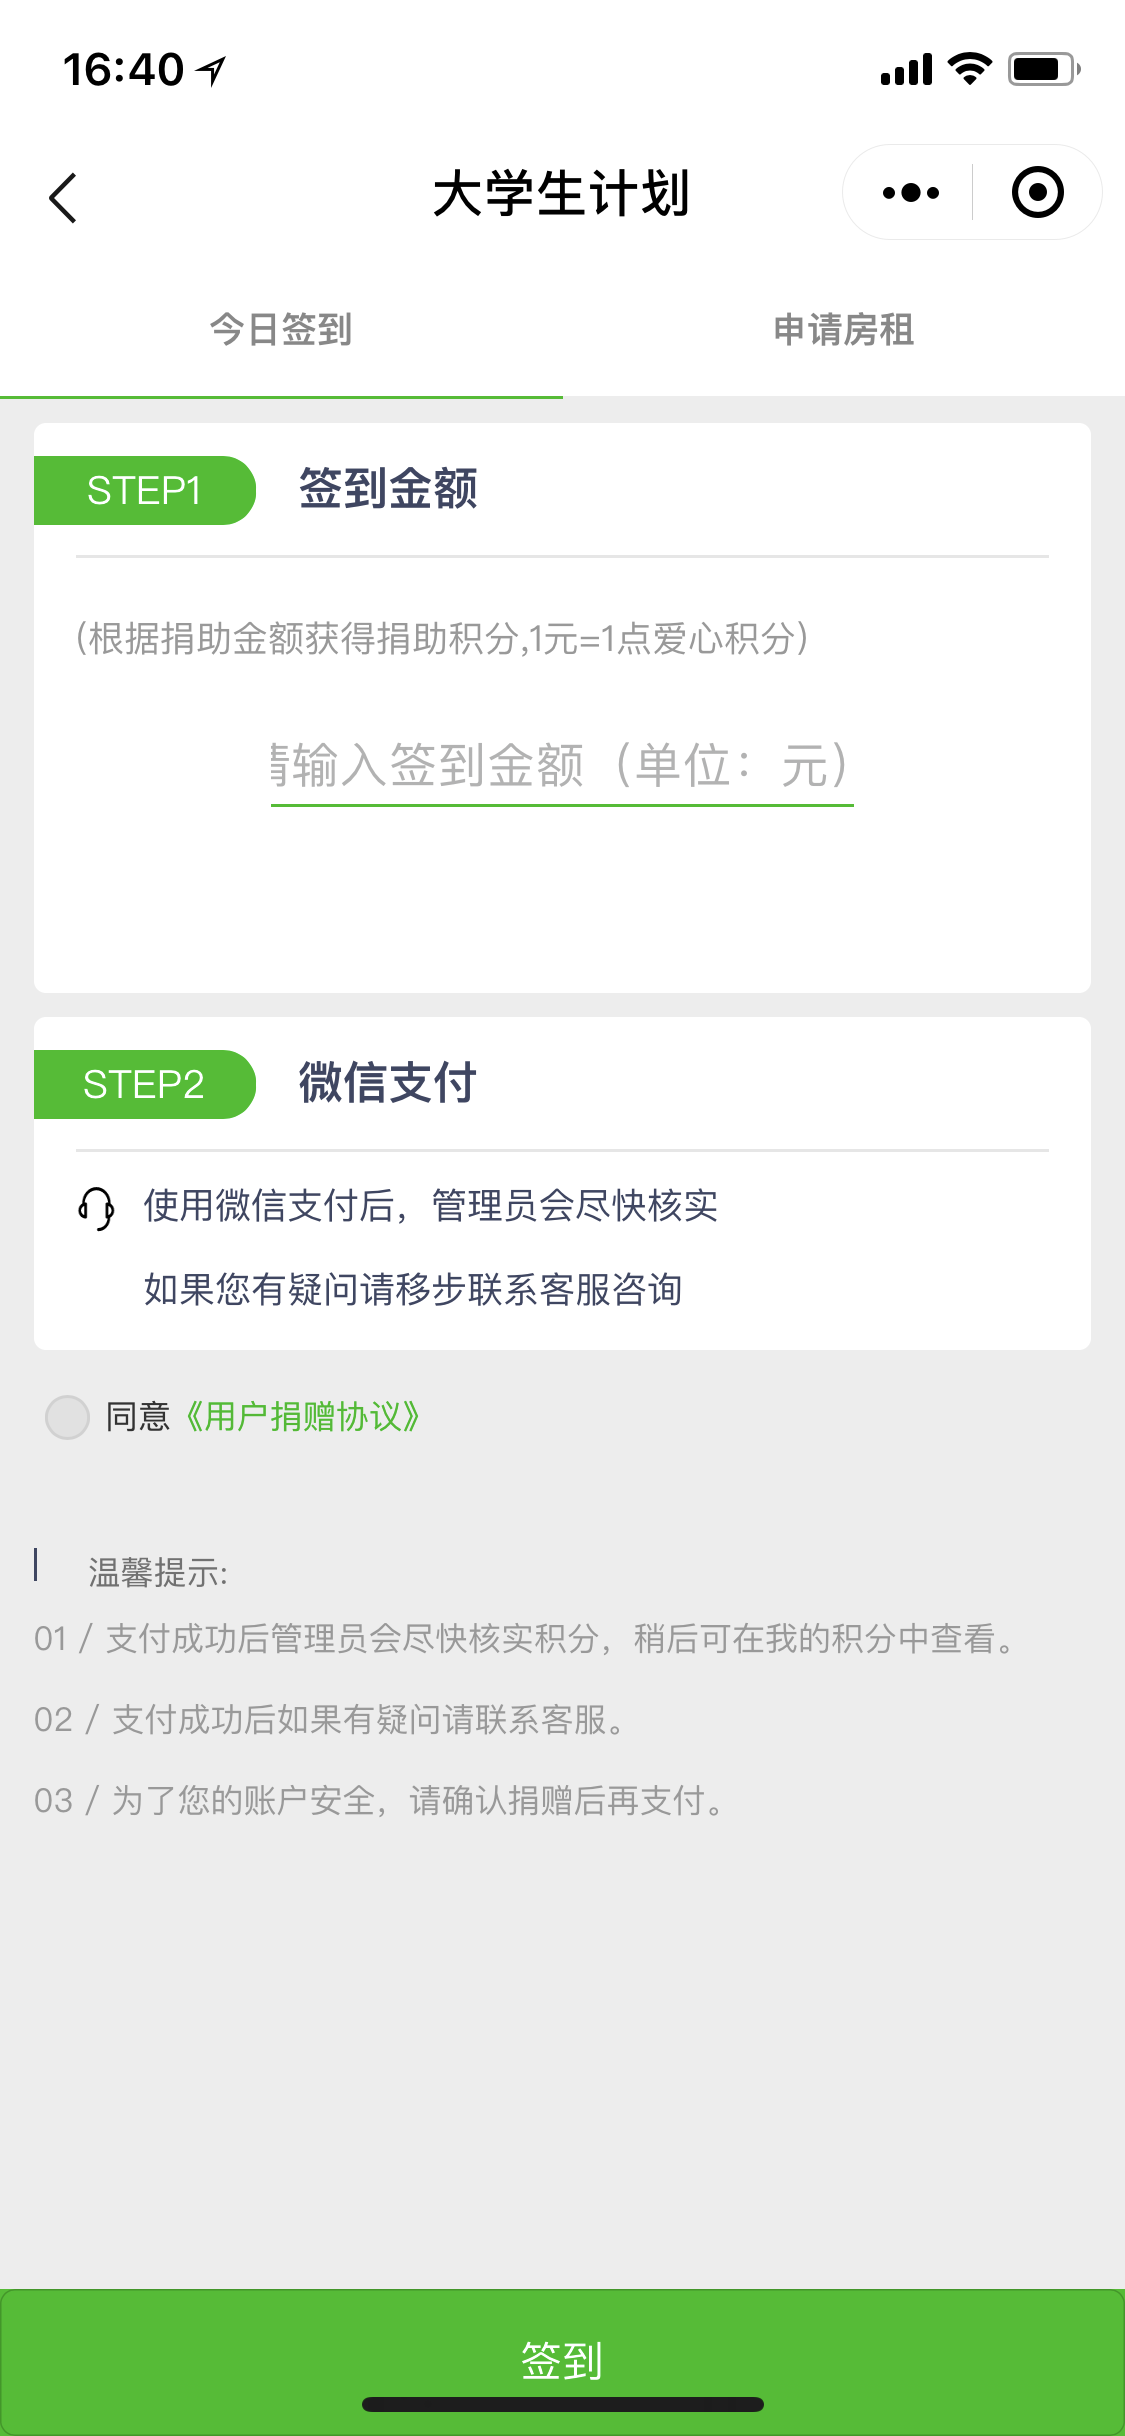 16:40
大学生计划
今日签到
申请房租
STEP1
签到金额
(根据捐助金额获得捐助积分,1元=1点爱心积分)
输入签到金额（单位：元）
STEP2
微信支付
使用微信支付后，管理员会尽快核实
如果您有疑问请移步联系客服咨询
同意《用户捐赠协议》
温馨提示:
01 / 支付成功后管理员会尽快核实积分，稍后可在我的积分中查看。
02 / 支付成功后如果有疑问请联系客服。
03 / 为了您的账户安全，请确认捐赠后再支付。
签到